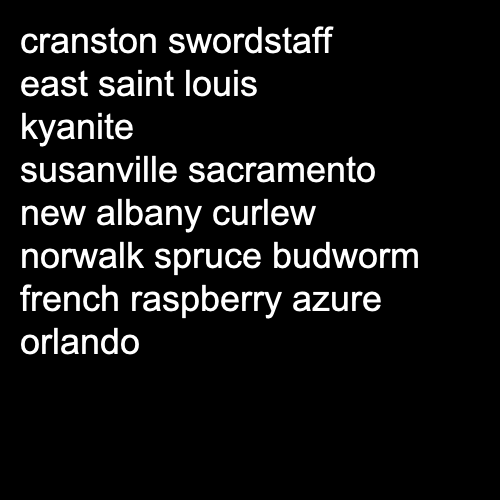 cranston swordstaff
east saint louis
kyanite
susanville sacramento
new albany curlew
norwalk spruce budworm
french raspberry azure
orlando